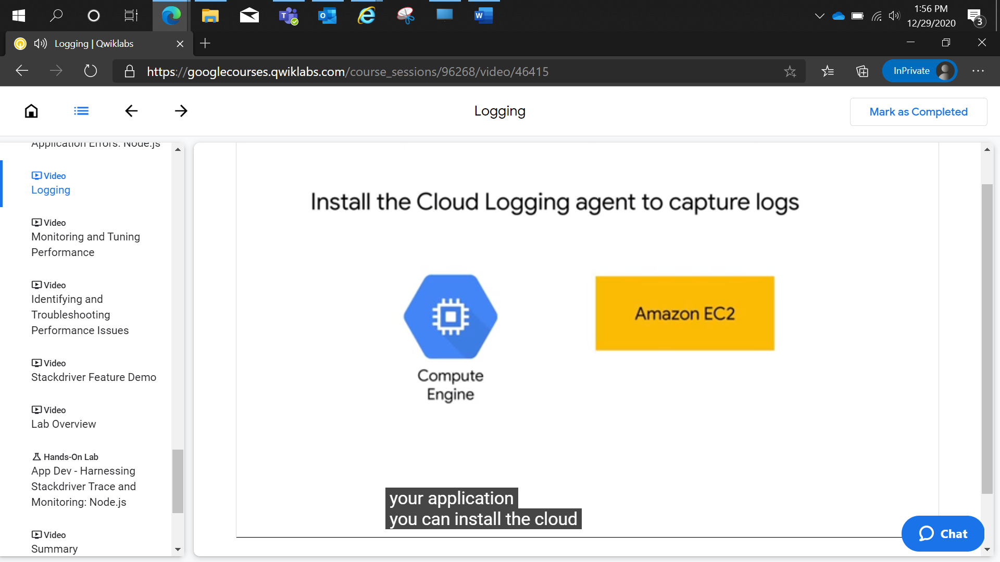 1:56 PM
12/29/2020
3
Logging | Qwiklabs
https://googlecourses.qwiklabs.com/course_sessions/96268/video/46415
InPrivate
Logging
Mark as Completed
Application Errors: Node.js
Video
Logging
Video
Monitoring and Tuning
Performance
Video
Identifying and
Troubleshooting
Performance Issues
Video
Stackdriver Feature Demo
Video
Lab Overview
Hands-On Lab
App Dev - Harnessing
Stackdriver Trace and
Monitoring: Node.js
Video
Summary
Install the Cloud Logging agent to capture logs
Amazon EC2
Compute
Engine
your application
you can install the cloud
Chat